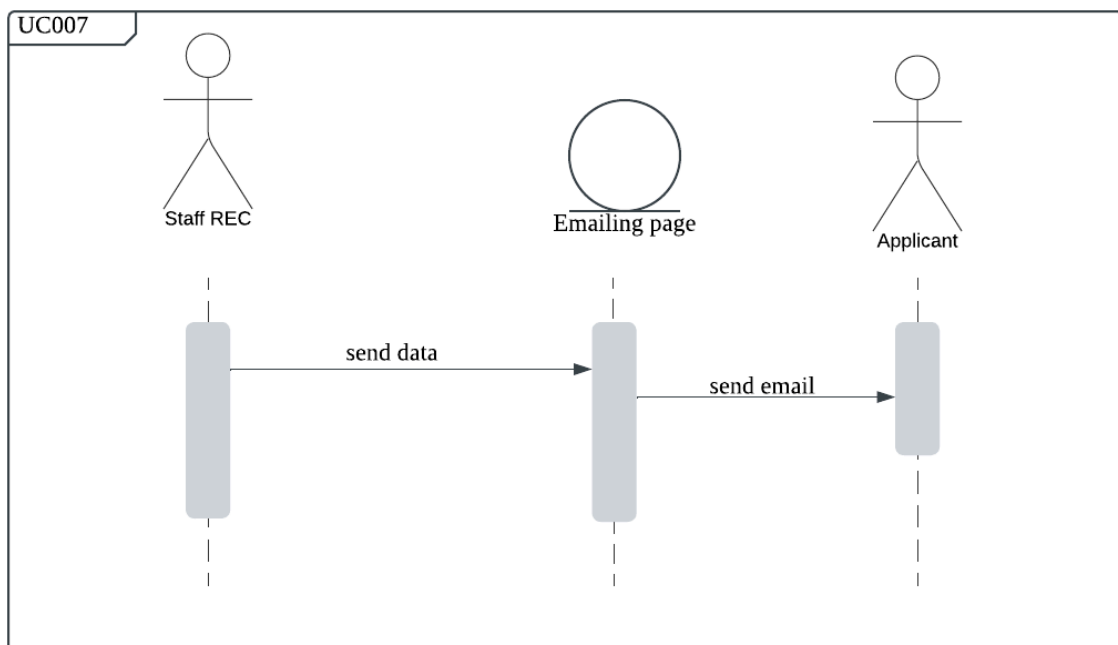 UC007
Staff REC
Emailing page
Applicant
send data
send email